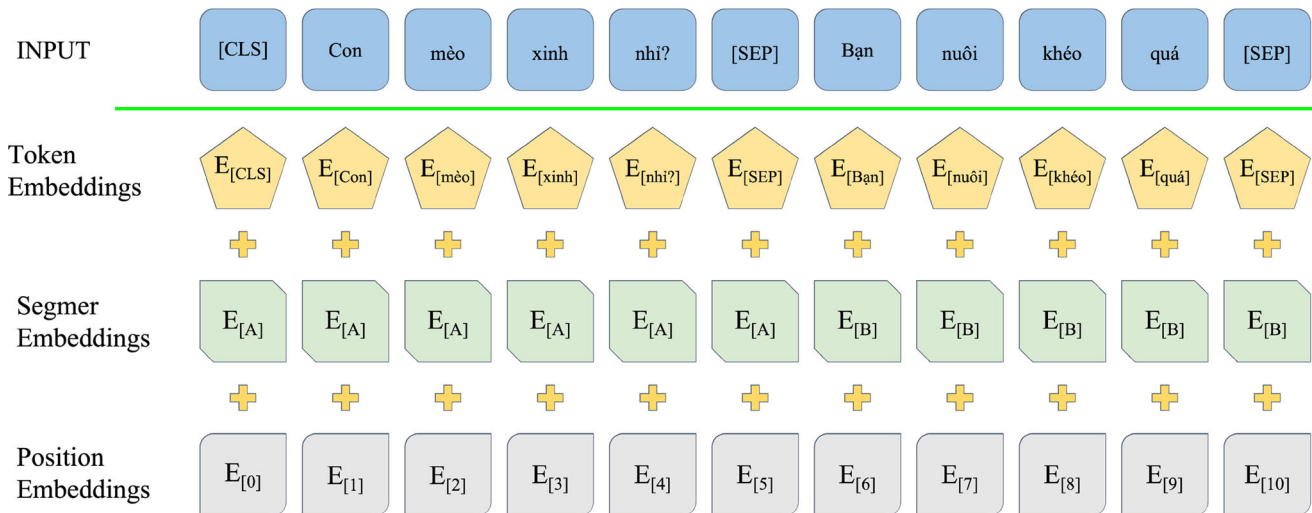 INPUT [CLS] Con mèo xinh nhỉ? [SEP] Bạn nuôi khéo quá [SEP]
Token Embeddings E[CLS] E[Con] E[mèo] E[xinh] E[nhỉ?] E[SEP] E[Bạn] E[nuôi] E[khéo] E[quá] E[SEP]
+ + + + + + + + + + +
Segmer Embeddings E[A] E[A] E[A] E[A] E[A] E[A] E[B] E[B] E[B] E[B] E[B]
+ + + + + + + + + + +
Position Embeddings E[0] E[1] E[2] E[3] E[4] E[5] E[6] E[7] E[8] E[9] E[10]